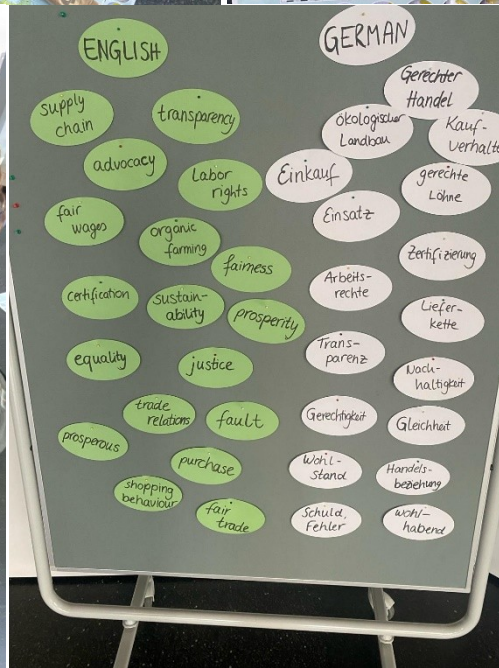 ENGLISH
supply
chain
transparency
advocacy
Labor
rights
fair
wages
organic
farming
fairness
certification
sustain-
ability
prosperity
equality
justice
trade
relations
fault
prosperous
purchase
shopping
behaviour
fair
trade
GERMAN
Gerechter
Handel
ökologischer
Landbau
Kauf-
verhalte
Einkauf
gerechte
Löhne
Einsatz
Zertifizierung
Arbeits-
rechte
Liefer-
kette
Trans-
parenz
Nach-
haltigkeit
Gerechtigkeit
Gleichheit
Wohl-
stand
Handels-
beziehung
Schuld,
Fehler
wohl-
habend